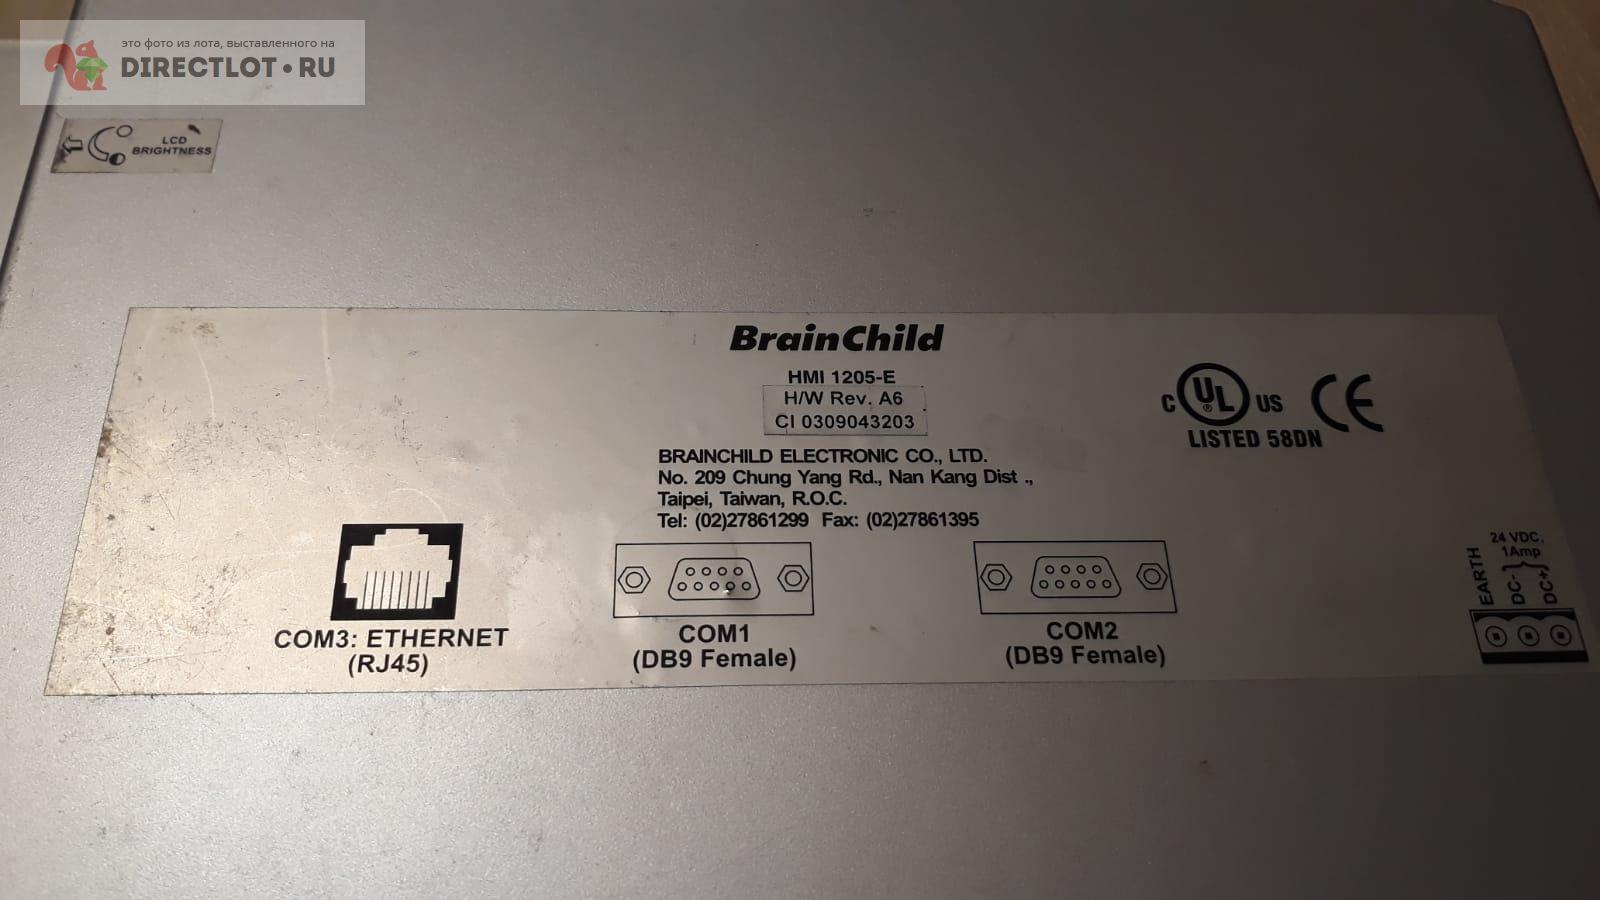 это фото из лота, выставленного на
DIRECTLOT•RU
LCD
BRIGHTNESS
BrainChild
HMI 1205-E
H/W Rev. A6
CI 0309043203
C UL® US
LISTED 58DN
CE
BRAINCHILD ELECTRONIC CO., LTD.
No. 209 Chung Yang Rd., Nan Kang Dist .,
Taipei, Taiwan, R.O.C.
Tel: (02)27861299 Fax: (02)27861395
24 VDC,
1Amp
EARTH
DC-
DC+
COM3: ETHERNET
(RJ45)
COM1
(DB9 Female)
COM2
(DB9 Female)